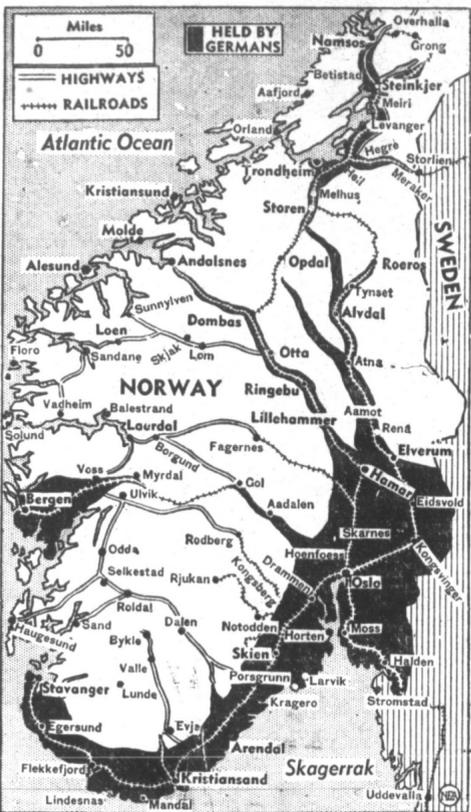 Miles
0 50
HELD BY
GERMANS
HIGHWAYS
RAILROADS
Overhalla
Namsos
Grong
Betistad
Steinkjer
Aafjord
Meiri
Levanger
Atlantic Ocean
Orland
Hegre
Storlien
Trondheim
Meraker
Kristiansund
Melhus
Storen
Molde
SWEDEN
Alesund
Andalsnes
Opdal
Roeros
Tynset
Sunnylven
Dombas
Alvdal
Loen
Floro
Sandane
Skjak
Lom
Otta
Atna
NORWAY
Ringebu
Vadheim
Balestrand
Lillehammer
Aamot
Rena
Solund
Laurdal
Fagernes
Elverum
Borgund
Voss
Myrdal
Gol
Hamar
Bergen
Ulvik
Aadalen
Eidsvold
Skarnes
Rodberg
Hoenfoess
Odda
Drammen
Kongsvinger
Selkestad
Rjukan
Kongsberg
Oslo
Roldal
Haugesund
Sand
Dalen
Notodden
Horten
Moss
Bykle
Skien
Valle
Halden
Stavanger
Lunde
Porsgrunn
Larvik
Stromstad
Kragero
Egersund
Evje
Arendal
Flekkefjord
Kristiansand
Skagerrak
Lindesnas
Mandal
Uddevalla
NEA